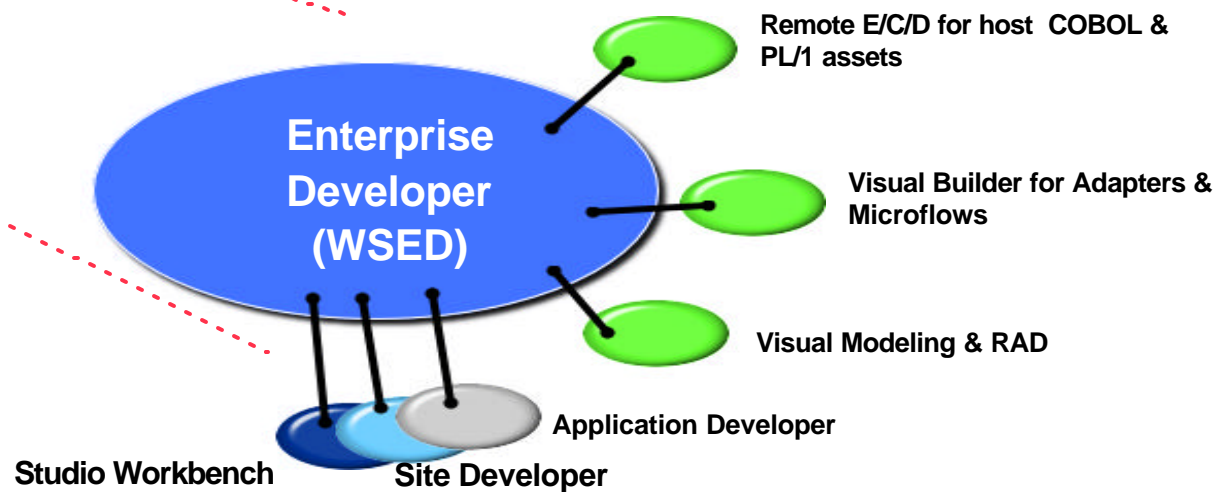 Remote E/C/D for host COBOL &
PL/1 assets
Enterprise
Developer
(WSED)
Visual Builder for Adapters &
Microflows
Visual Modeling & RAD
Application Developer
Studio Workbench
Site Developer